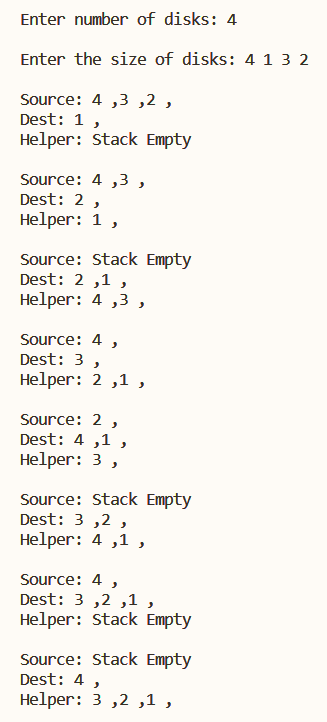 Enter number of disks: 4
Enter the size of disks: 4 1 3 2
Source: 4 ,3 ,2 ,
Dest: 1 ,
Helper: Stack Empty
Source: 4 ,3 ,
Dest: 2 ,
Helper: 1 ,
Source: Stack Empty
Dest: 2 ,1 ,
Helper: 4 ,3 ,
Source: 4 ,
Dest: 3 ,
Helper: 2 ,1 ,
Source: 2 ,
Dest: 4 ,1 ,
Helper: 3 ,
Source: Stack Empty
Dest: 3 ,2 ,
Helper: 4 ,1 ,
Source: 4 ,
Dest: 3 ,2 ,1 ,
Helper: Stack Empty
Source: Stack Empty
Dest: 4 ,
Helper: 3 ,2 ,1 ,